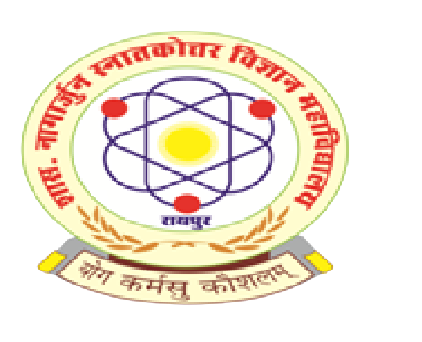 शास. नागार्जुन स्नातकोत्तर विज्ञान महाविद्यालय
रायपुर
योग कर्मसु कौशलम्